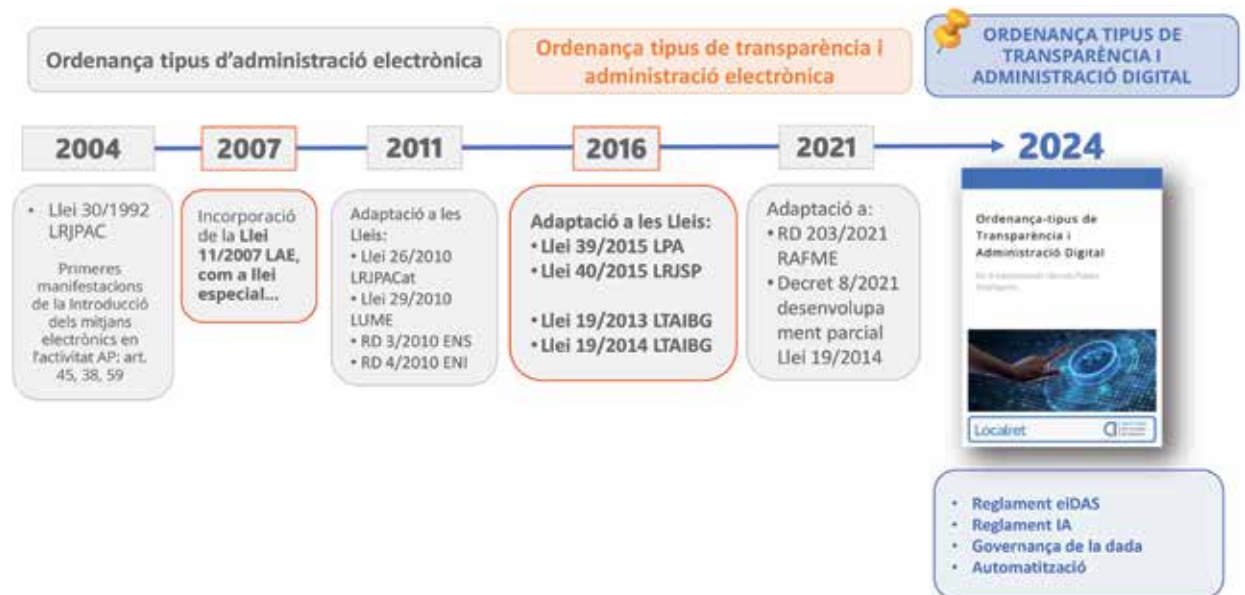 Ordenança tipus d'administració electrònica
Ordenança tipus de transparència i
administració electrònica
ORDENANÇA TIPUS DE
TRANSPARÈNCIA I
ADMINISTRACIÓ DIGITAL
2004
2007
2011
2016
2021
2024
• Llei 30/1992
LRJPAC
Primeres
manifestacions
de la Introducció
dels mitjans
electrònics en
l'activitat AP: art.
45, 38, 59
Incorporació
de la Llei
11/2007 LAE,
com a llei
especial...
Adaptació a les
Lleis:
• Llei 26/2010
LRJPACat
• Llei 29/2010
LUME
• RD 3/2010 ENS
• RD 4/2010 ENI
Adaptació a les Lleis:
•Llei 39/2015 LPA
•Llei 40/2015 LRJSP
•Llei 19/2013 LTAIBG
•Llei 19/2014 LTAIBG
Adaptació a:
•RD 203/2021
RAFME
•Decret 8/2021
desenvolupa
ment parcial
Llei 19/2014
Ordenança-tipus de
Transparència i
Administració Digital
Localret
• Reglament eIDAS
• Reglament IA
• Governança de la dada
• Automatització